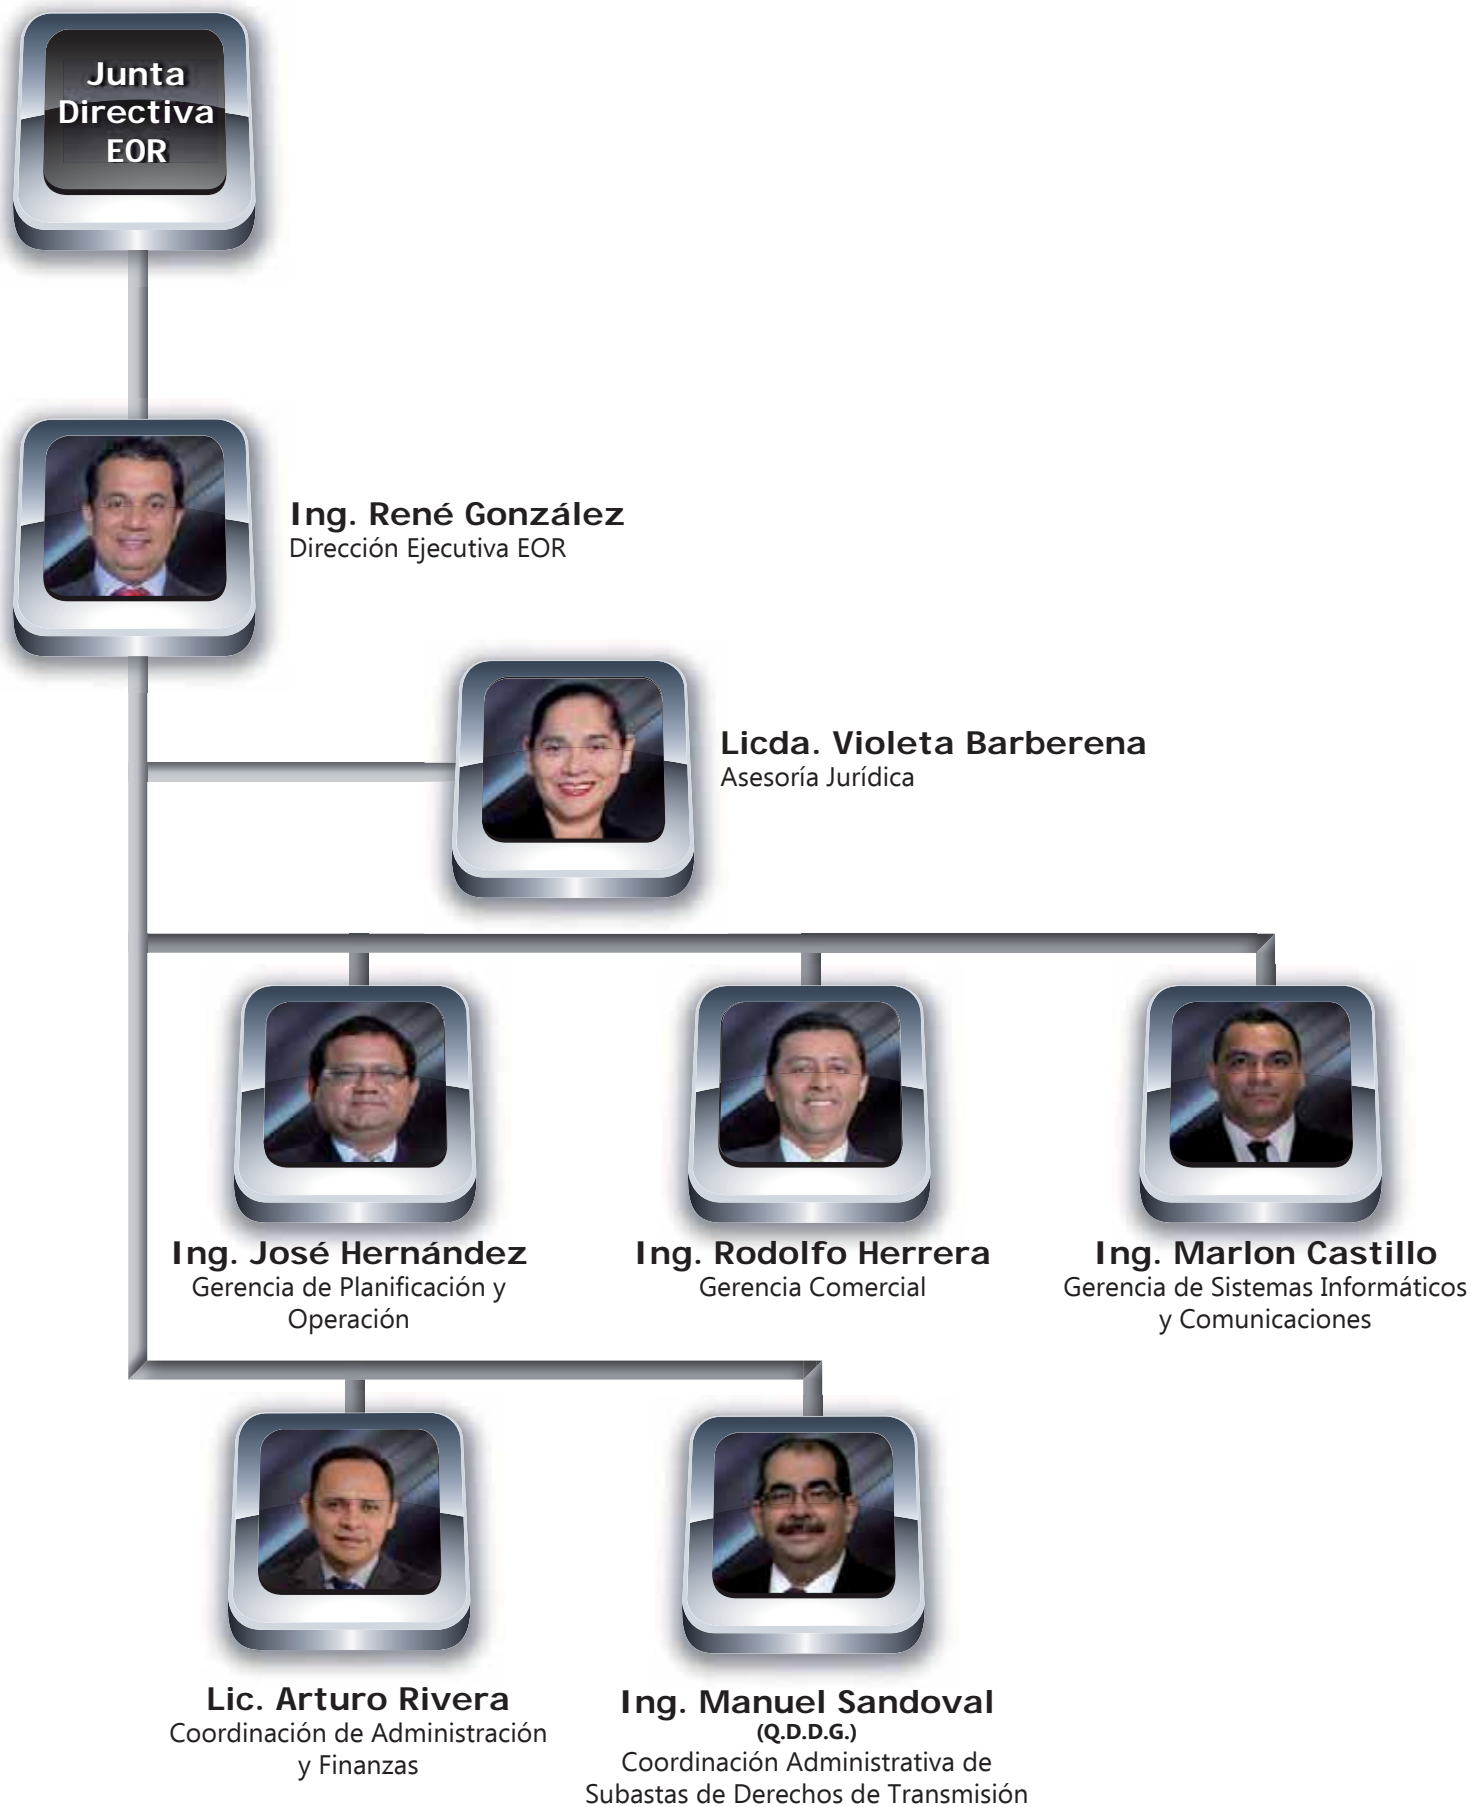 Junta
Directiva
EOR
Ing. René González
Dirección Ejecutiva EOR
Licda. Violeta Barberena
Asesoría Jurídica
Ing. José Hernández
Gerencia de Planificación y
Operación
Ing. Rodolfo Herrera
Gerencia Comercial
Ing. Marlon Castillo
Gerencia de Sistemas Informáticos
y Comunicaciones
Lic. Arturo Rivera
Coordinación de Administración
y Finanzas
Ing. Manuel Sandoval
(Q.D.D.G.)
Coordinación Administrativa de
Subastas de Derechos de Transmisión